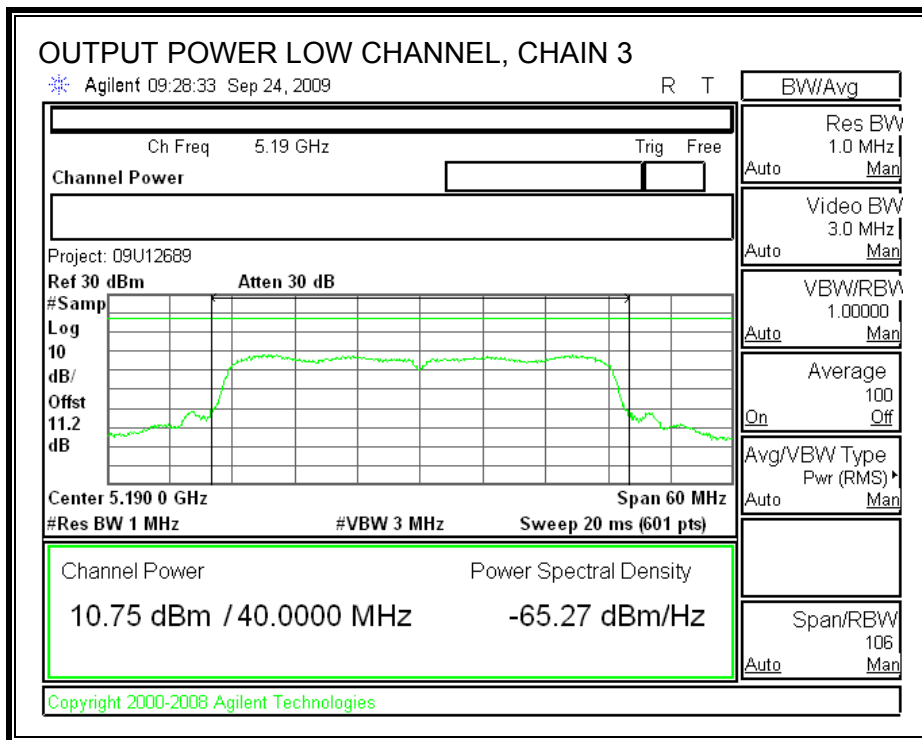 OUTPUT POWER LOW CHANNEL, CHAIN 3
Agilent 09:28:33 Sep 24, 2009 R T
BW/Avg
Ch Freq 5.19 GHz Trig Free
Channel Power
Project: 09U12689
Ref 30 dBm Atten 30 dB
#Samp
Log
10
dB/
Offst
11.2
dB
Center 5.190 0 GHz Span 60 MHz
#Res BW 1 MHz #VBW 3 MHz Sweep 20 ms (601 pts)
Channel Power Power Spectral Density
10.75 dBm / 40.0000 MHz -65.27 dBm/Hz
Copyright 2000-2008 Agilent Technologies
Res BW
1.0 MHz
Auto Man
Video BW
3.0 MHz
Auto Man
VBW/RBW
1.00000
Auto Man
Average
100
On Off
Avg/VBW Type
Pwr (RMS)
Auto Man
Span/RBW
106
Auto Man